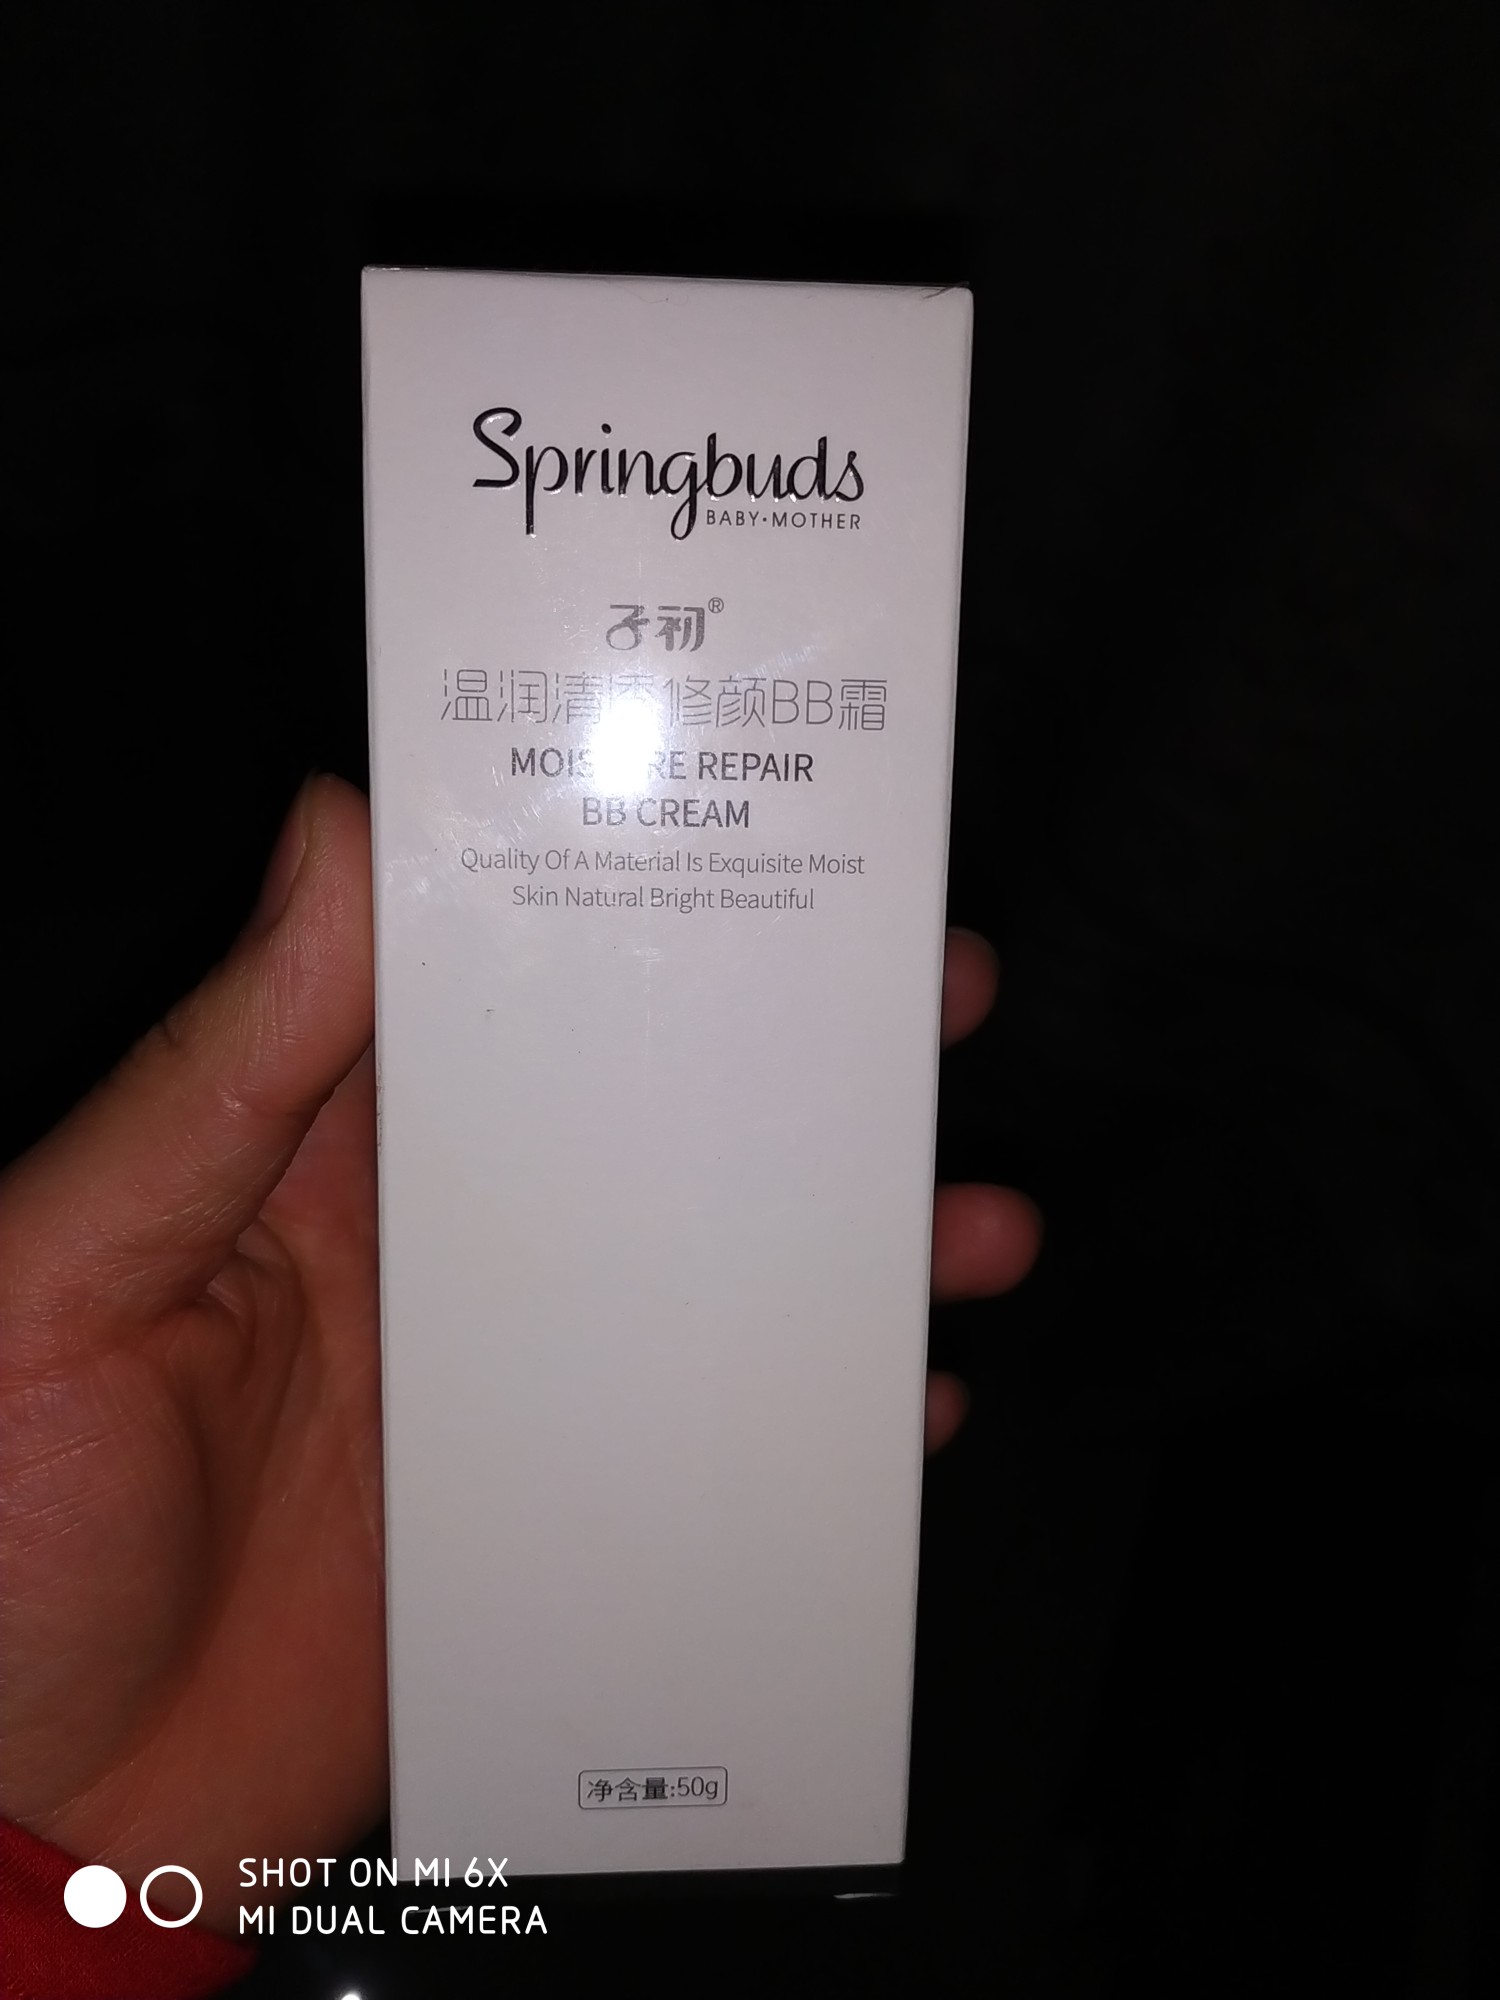 Springbuds
BABY·MOTHER
子初®
温润清透修颜BB霜
MOIS RE REPAIR
BB CREAM
Quality Of A Material Is Exquisite Moist
Skin Natural Bright Beautiful
净含量:50g
SHOT ON MI 6X
MI DUAL CAMERA